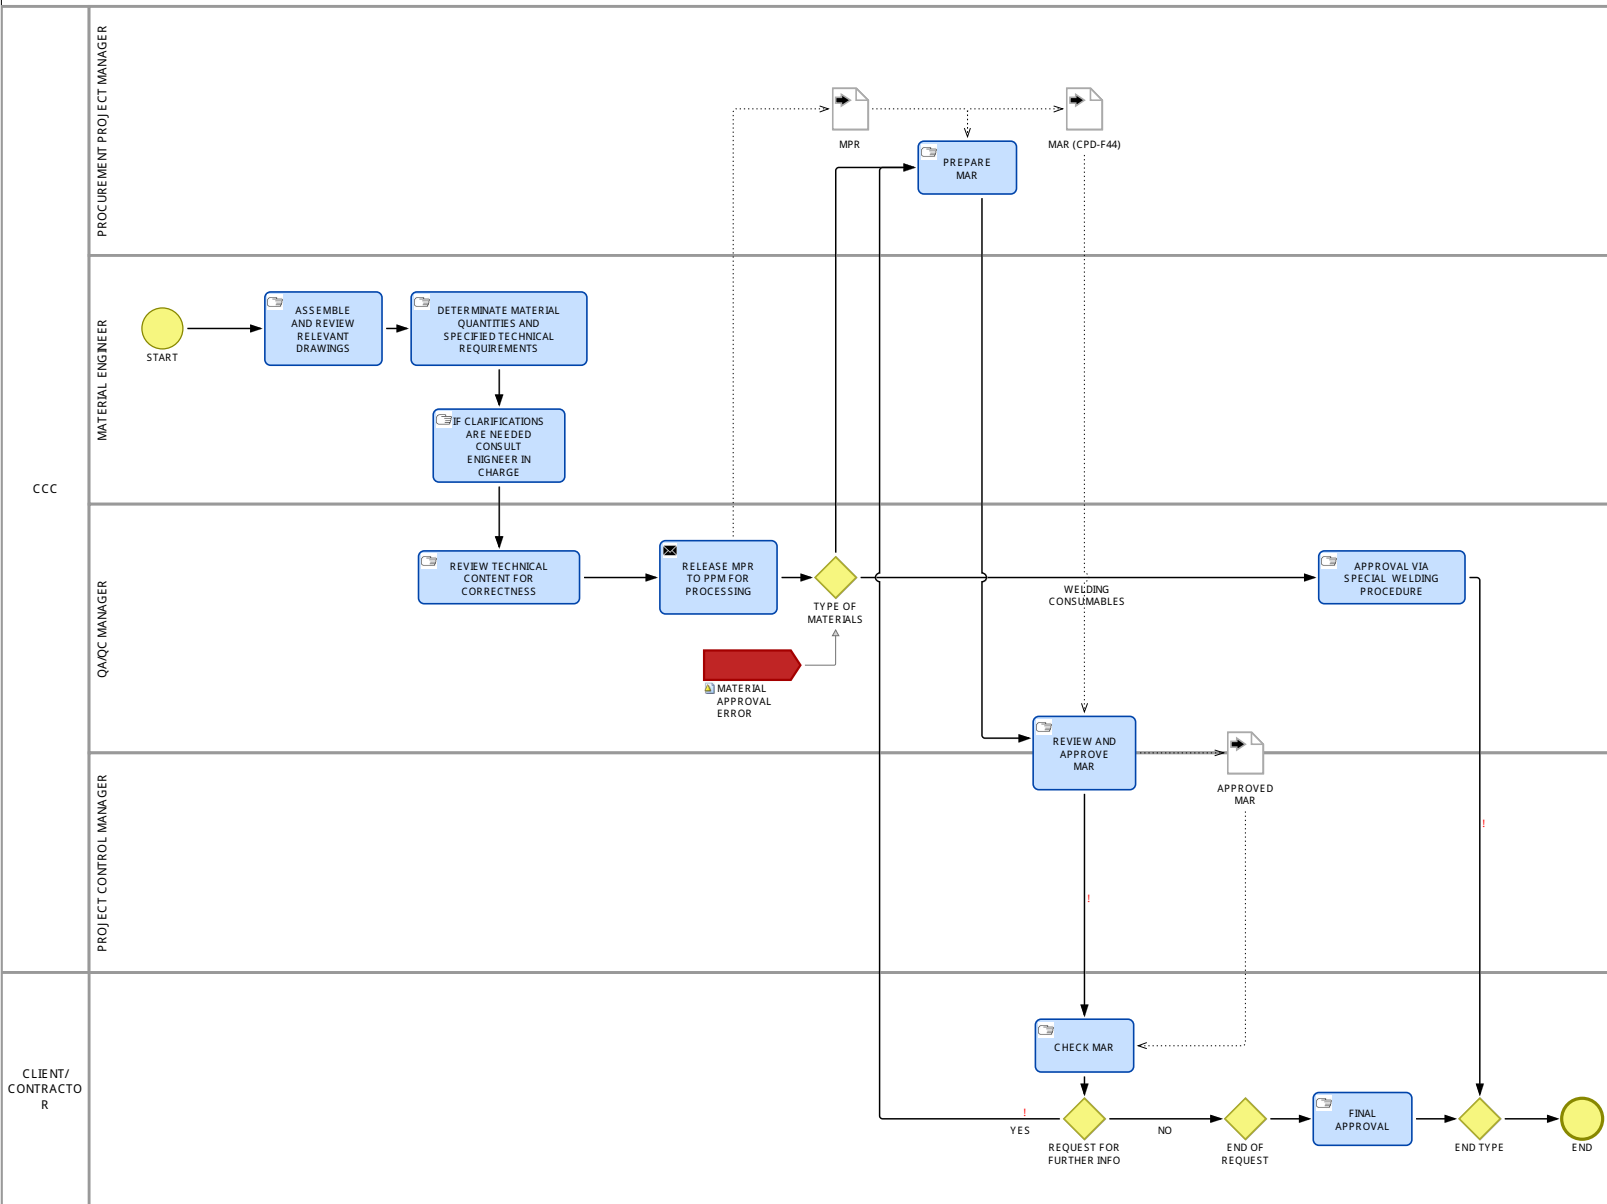 PROCUREMENT PROJECT MANAGER
MPR
MAR (CPD-F44)
PREPARE
MAR
MATERIAL ENGINEER
START
ASSEMBLE
AND REVIEW
RELEVANT
DRAWINGS
DETERMINATE MATERIAL
QUANTITIES AND
SPECIFIED TECHNICAL
REQUIREMENTS
IF CLARIFICATIONS
ARE NEEDED
CONSULT
ENIGNEER IN
CHARGE
CCC
QA/QC MANAGER
REVIEW TECHNICAL
CONTENT FOR
CORRECTNESS
RELEASE MPR
TO PPM FOR
PROCESSING
TYPE OF
MATERIALS
WELDING
CONSUMABLES
APPROVAL VIA
SPECIAL WELDING
PROCEDURE
MATERIAL
APPROVAL
ERROR
REVIEW AND
APPROVE
MAR
APPROVED
MAR
PROJECT CONTROL MANAGER
!
!
CLIENT/
CONTRACTO
R
CHECK MAR
!
YES
REQUEST FOR
FURTHER INFO
NO
END OF
REQUEST
FINAL
APPROVAL
END TYPE
END